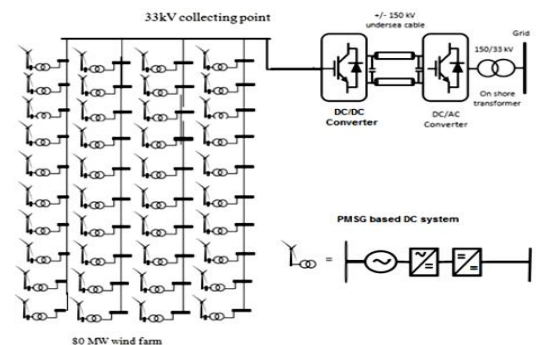 33kV collecting point
+/- 150 kV
undersea cable
Grid
150/33 kV
On shore
transformer
DC/DC
Converter
DC/AC
Converter
PMSG based DC system
=
80 MW wind farm